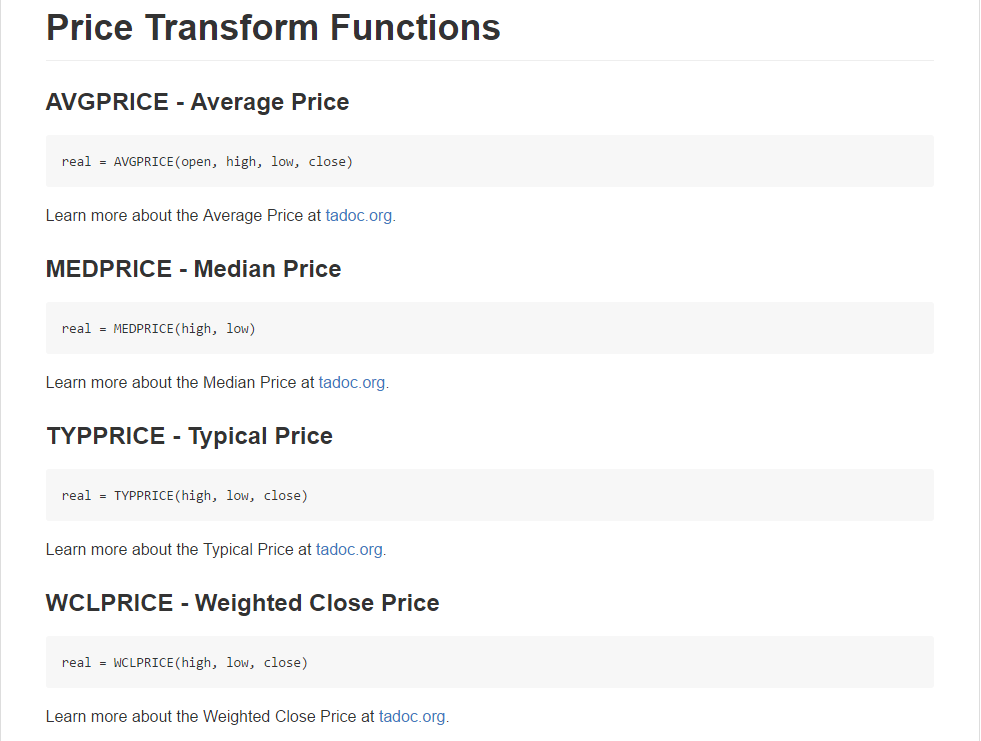 Price Transform Functions
AVGPRICE - Average Price
real = AVGPRICE(open, high, low, close)
Learn more about the Average Price at tadoc.org.
MEDPRICE - Median Price
real = MEDPRICE(high, low)
Learn more about the Median Price at tadoc.org.
TYPPRICE - Typical Price
real = TYPPRICE(high, low, close)
Learn more about the Typical Price at tadoc.org.
WCLPRICE - Weighted Close Price
real = WCLPRICE(high, low, close)
Learn more about the Weighted Close Price at tadoc.org.